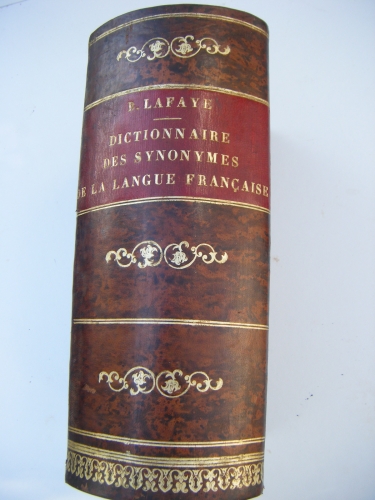 B. LAFAYE
DICTIONNAIRE
DES SYNONYMES
DE LA LANGUE FRANÇAISE